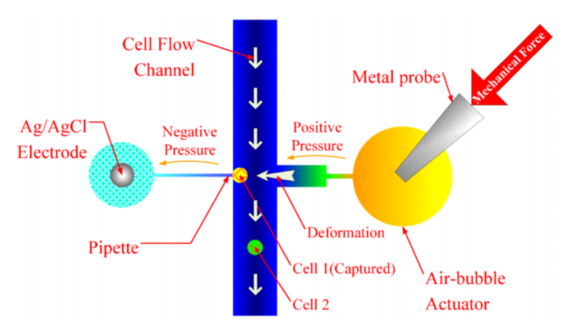 Cell Flow
Channel
Metal probe
Mechanical Force
Ag/AgCl
Electrode
Negative
Pressure
Positive
Pressure
Pipette
Deformation
Cell 1(Captured)
Cell 2
Air-bubble
Actuator